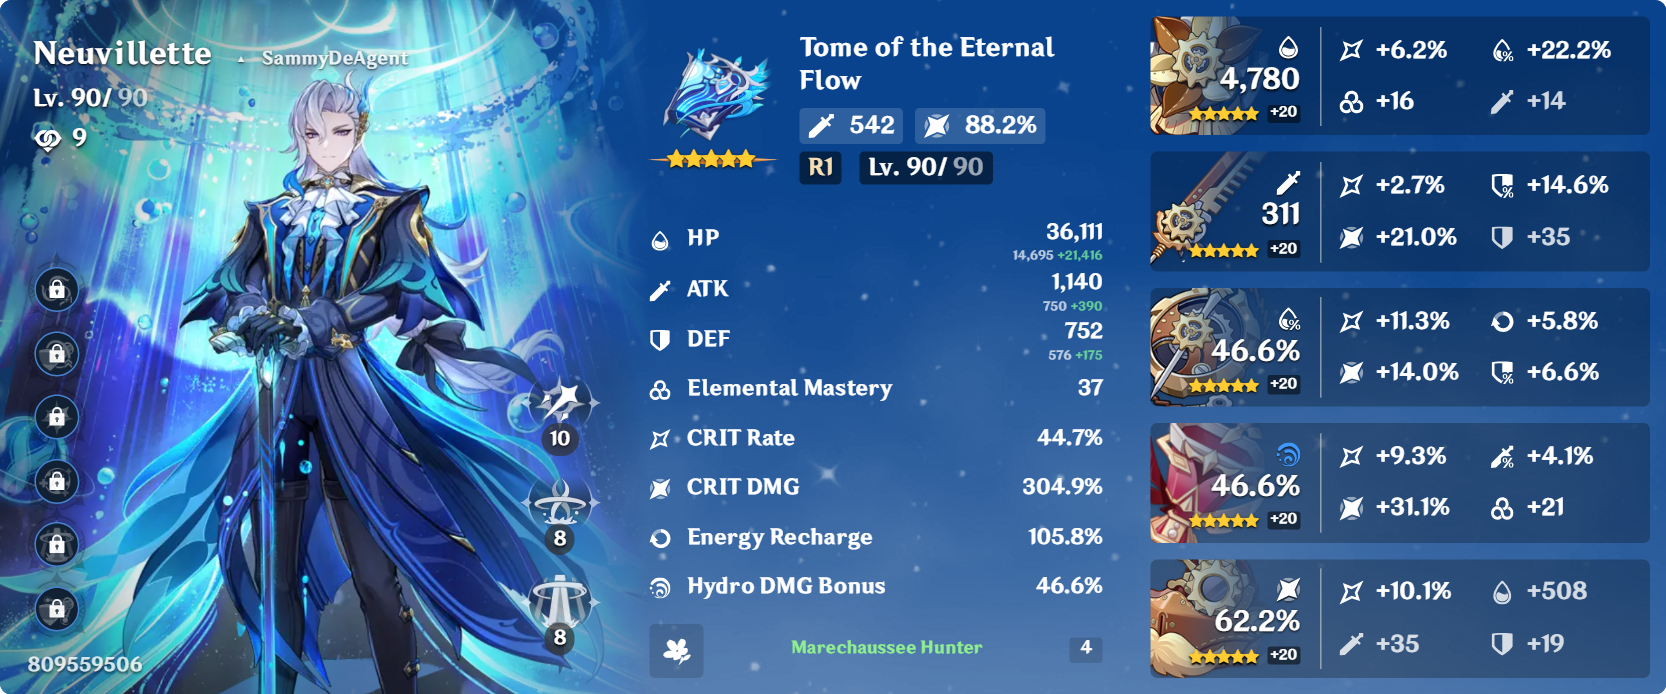 Neuvillette
SammyDeAgent
Lv. 90/ 90
9
10
8
8
809559506
Tome of the Eternal
Flow
542 88.2%
R1 Lv. 90/ 90
HP 36,111
14,695 +21,416
ATK 1,140
750 +390
DEF 752
576 +175
Elemental Mastery 37
CRIT Rate 44.7%
CRIT DMG 304.9%
Energy Recharge 105.8%
Hydro DMG Bonus 46.6%
Marechaussee Hunter 4
4,780
+20
+6.2% +22.2%
+16 +14
311
+20
+2.7% +14.6%
+21.0% +35
46.6%
+20
+11.3% +5.8%
+14.0% +6.6%
46.6%
+20
+9.3% +4.1%
+31.1% +21
62.2%
+20
+10.1% +508
+35 +19